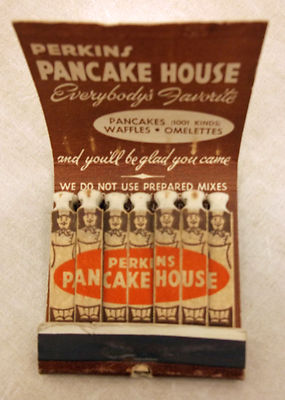 PERKINS
PANCAKE HOUSE
Everybody's Favorite
PANCAKES (1001 KINDS)
WAFFLES • OMELETTES
and you'll be glad you came
WE DO NOT USE PREPARED MIXES
PERKINS
PANCAKE HOUSE